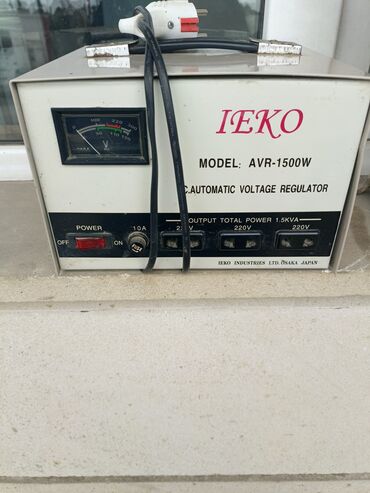 IEKO
MODEL: AVR-1500W
C.AUTOMATIC VOLTAGE REGULATOR
OUTPUT TOTAL POWER 1.5KVA
POWER 10A 220V 220V
OFF ON
IEKO INDUSTRIES LTD. OSAKA JAPAN
V